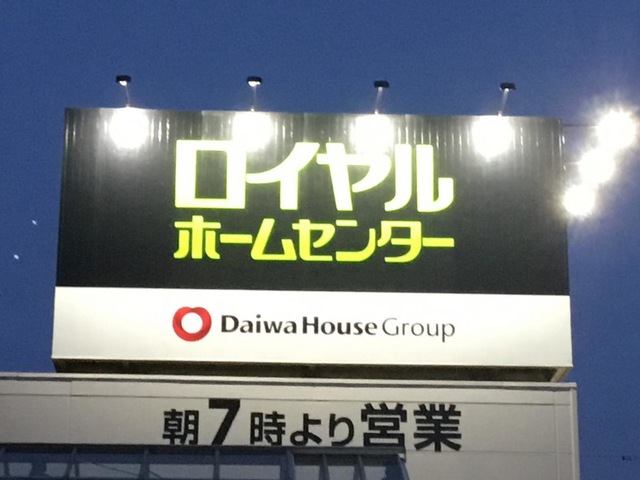 ロイヤル
ホームセンター
Daiwa House Group
朝7時より営業